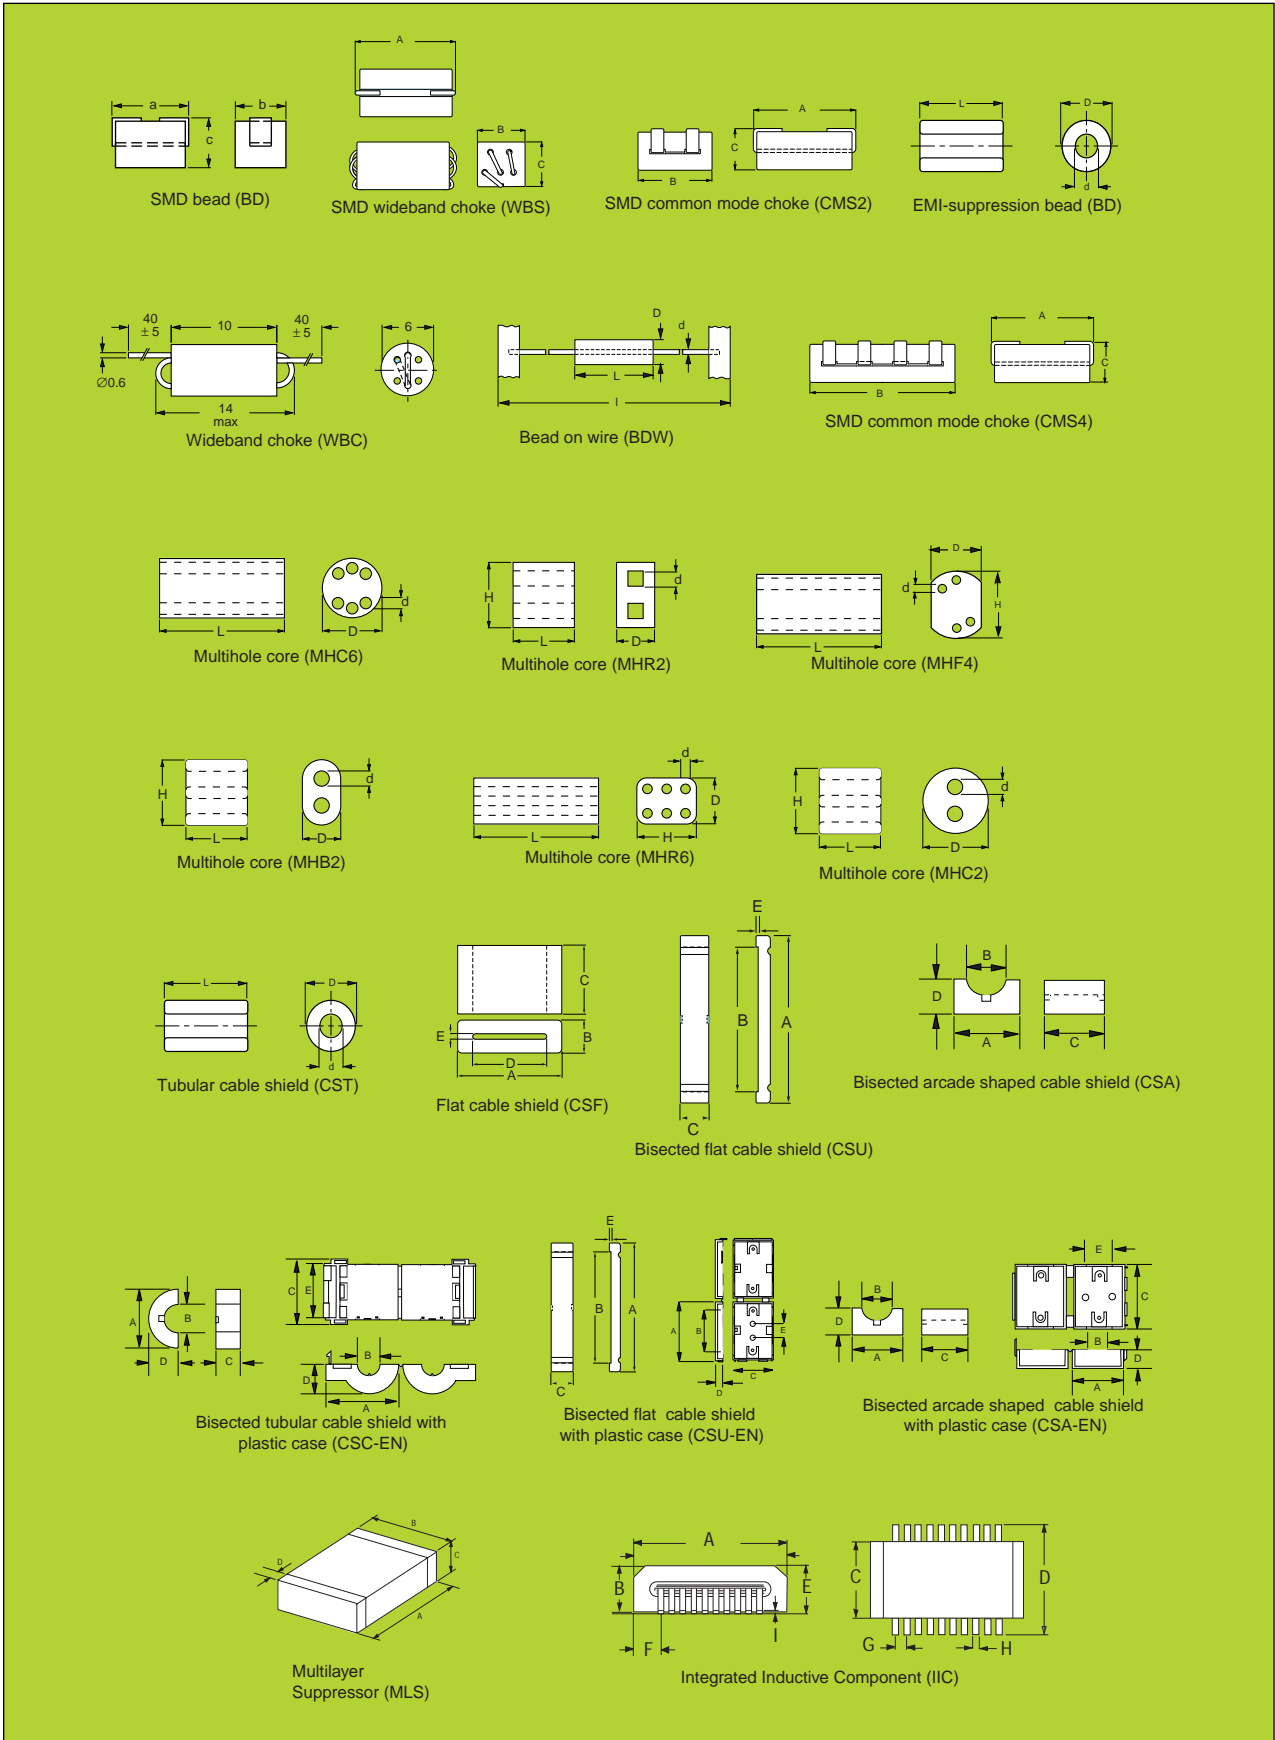 A
a
b
c
SMD bead (BD)
B
C
SMD wideband choke (WBS)
A
C
B
SMD common mode choke (CMS2)
L
D
d
EMI-suppression bead (BD)
40
± 5
10
40
± 5
6
Ø0.6
14
max
Wideband choke (WBC)
D
d
L
l
Bead on wire (BDW)
A
C
B
SMD common mode choke (CMS4)
L
D
d
Multihole core (MHC6)
H
L
D
d
Multihole core (MHR2)
L
D
d
H
Multihole core (MHF4)
H
L
D
d
Multihole core (MHB2)
L
d
D
H
Multihole core (MHR6)
H
L
D
d
Multihole core (MHC2)
L
D
d
Tubular cable shield (CST)
C
E
B
D
A
Flat cable shield (CSF)
E
B
A
C
Bisected flat cable shield (CSU)
B
D
A
C
Bisected arcade shaped cable shield (CSA)
A
B
D
C
C
E
B
D
A
Bisected tubular cable shield with
plastic case (CSC-EN)
E
B
A
C
A
B
E
D
C
Bisected flat cable shield
with plastic case (CSU-EN)
B
D
A
C
E
C
B
D
A
Bisected arcade shaped cable shield
with plastic case (CSA-EN)
B
C
D
A
Multilayer
Suppressor (MLS)
A
B
E
F
I
C
D
G
H
Integrated Inductive Component (IIC)